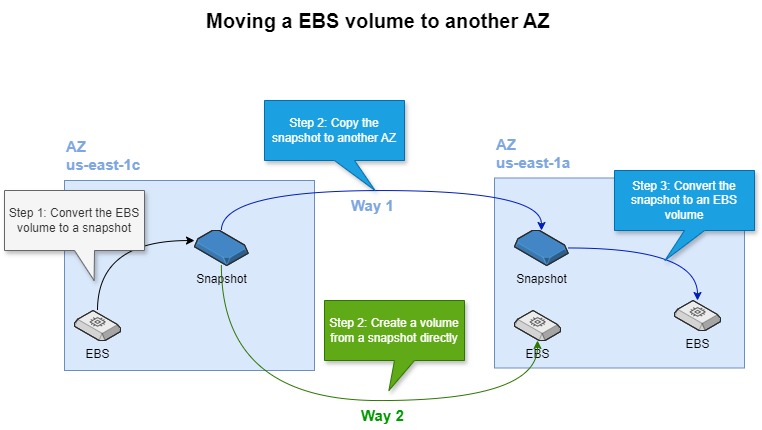 Moving a EBS volume to another AZ
Step 2: Copy the
snapshot to another AZ
AZ
us-east-1c
AZ
us-east-1a
Step 1: Convert the EBS
volume to a snapshot
Way 1
Step 3: Convert the
snapshot to an EBS
volume
Snapshot
Snapshot
EBS
Step 2: Create a volume
from a snapshot directly
EBS
EBS
Way 2